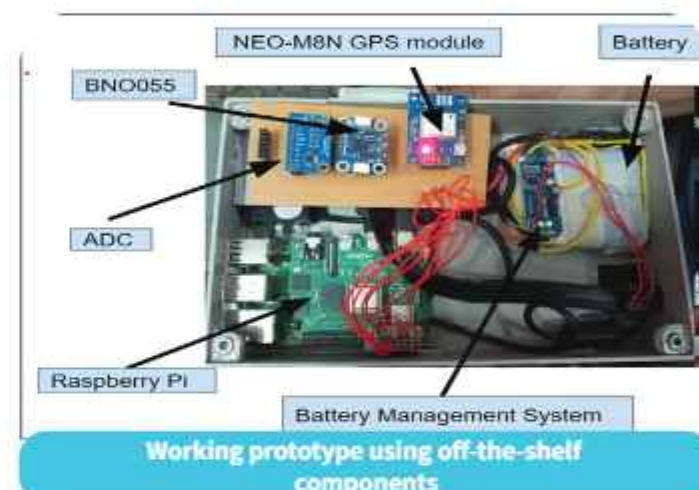 NEO-M8N GPS module
Battery
BNO055
ADC
Raspberry Pi
Battery Management System
Working prototype using off-the-shelf
components